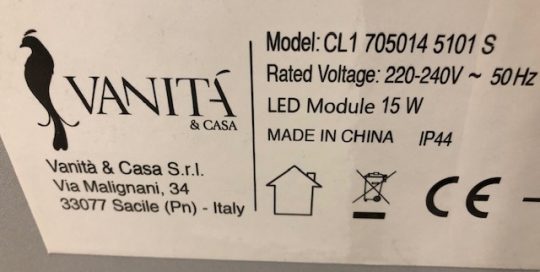 VANITÁ
& CASA
Vanità & Casa S.r.l.
Via Malignani, 34
33077 Sacile (Pn) - Italy
Model: CL1 705014 5101 S
Rated Voltage: 220-240V ~ 50Hz
LED Module 15 W
MADE IN CHINA IP44
CE